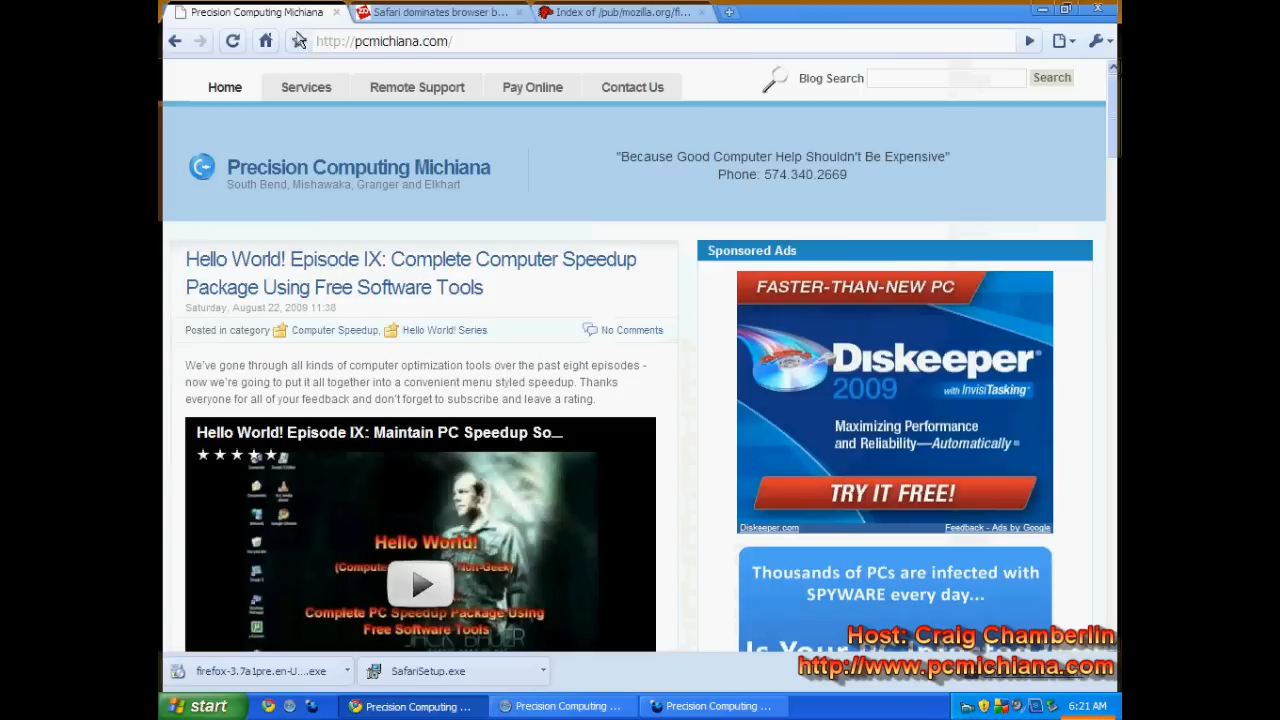 Precision Computing Michiana
Safari dominates browser b...
Index of /pub/mozilla.org/fi...
http://pcmichiana.com/
Home
Services
Remote Support
Pay Online
Contact Us
Blog Search
Search
Precision Computing Michiana
South Bend, Mishawaka, Granger and Elkhart
"Because Good Computer Help Shouldn't Be Expensive"
Phone: 574.340.2669
Hello World! Episode IX: Complete Computer Speedup
Package Using Free Software Tools
Saturday, August 22, 2009 11:38
Posted in category Computer Speedup, Hello World! Series
No Comments
We've gone through all kinds of computer optimization tools over the past eight episodes -
now we're going to put it all together into a convenient menu styled speedup. Thanks
everyone for all of your feedback and don't forget to subscribe and leave a rating.
Hello World! Episode IX: Maintain PC Speedup So...
Hello World!
Complete PC Speedup Package Using
Free Software Tools
JACK BAUER
Sponsored Ads
FASTER-THAN-NEW PC
Diskeeper
2009 with InvisiTasking
Maximizing Performance
and Reliability—Automatically
TRY IT FREE!
Diskeeper.com
Feedback - Ads by Google
Thousands of PCs are infected with
SPYWARE every day...
Host: Craig Chamberlin
http://www.pcmichiana.com
firefox-3.7a1pre.en-U....exe
SafariSetup.exe
start
Precision Computing ...
Precision Computing ...
Precision Computing ...
6:21 AM